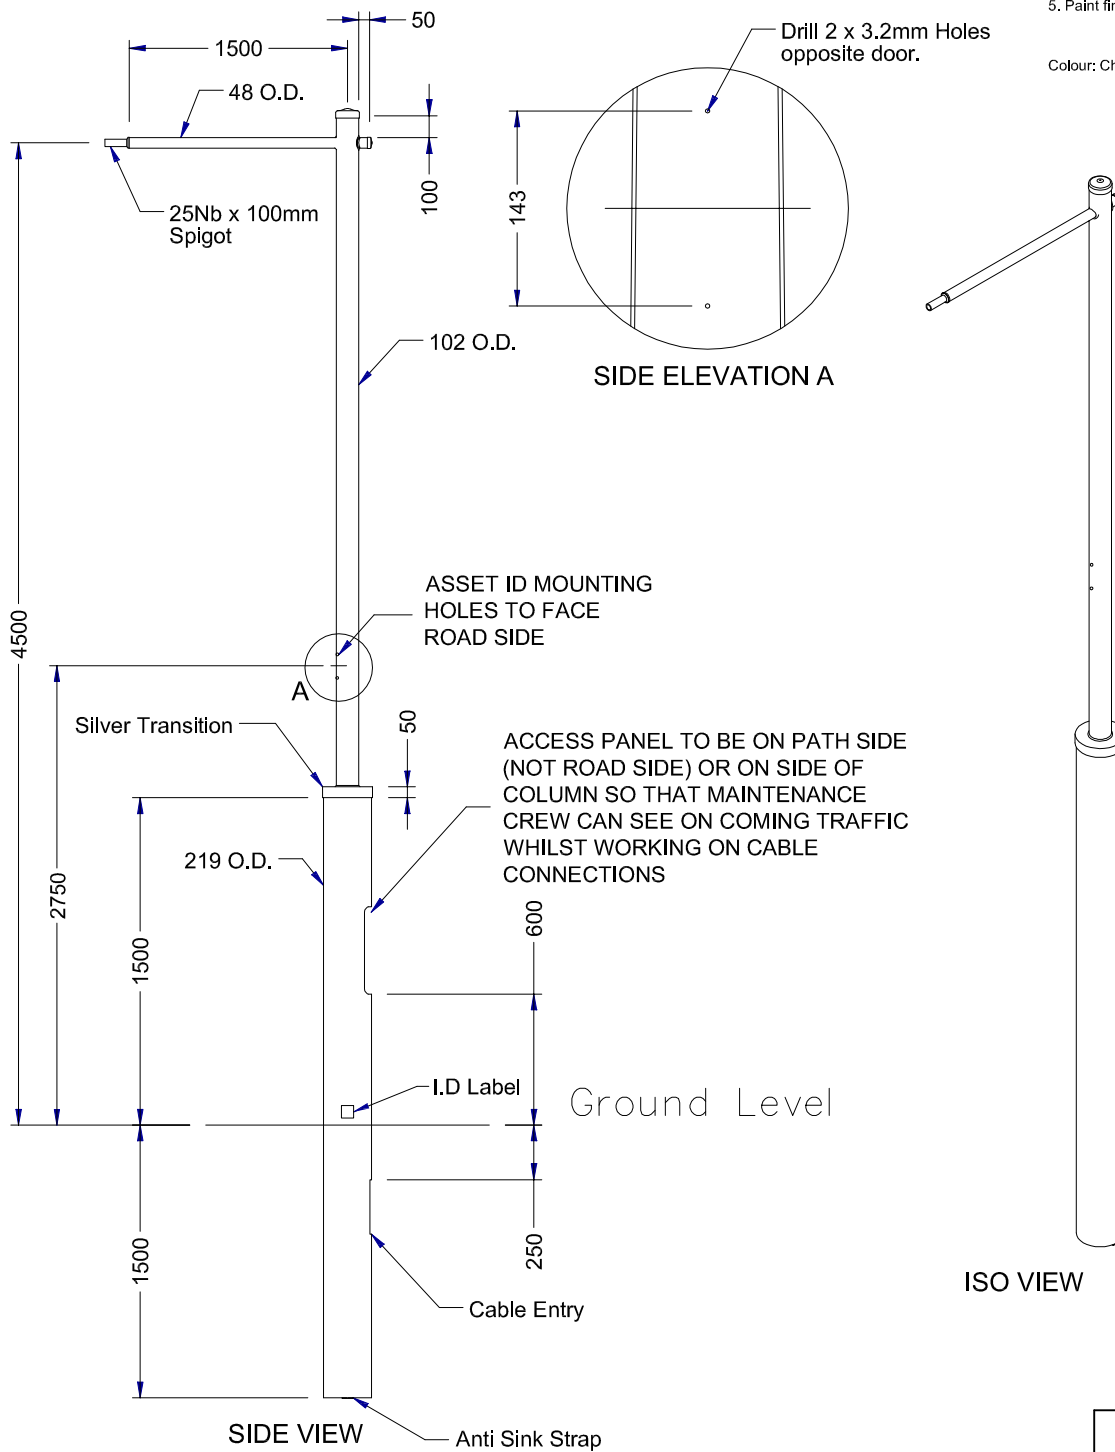 50
1500
48 O.D.
100
25Nb x 100mm
Spigot
4500
102 O.D.
Drill 2 x 3.2mm Holes
opposite door.
143
SIDE ELEVATION A
5. Paint
Colour:
ASSET ID MOUNTING
HOLES TO FACE
ROAD SIDE
A
2750
Silver Transition
50
ACCESS PANEL TO BE ON PATH SIDE
(NOT ROAD SIDE) OR ON SIDE OF
COLUMN SO THAT MAINTENANCE
CREW CAN SEE ON COMING TRAFFIC
WHILST WORKING ON CABLE
CONNECTIONS
219 O.D.
1500
600
I.D Label
Ground Level
1500
250
Cable Entry
SIDE VIEW
Anti Sink Strap
ISO VIEW